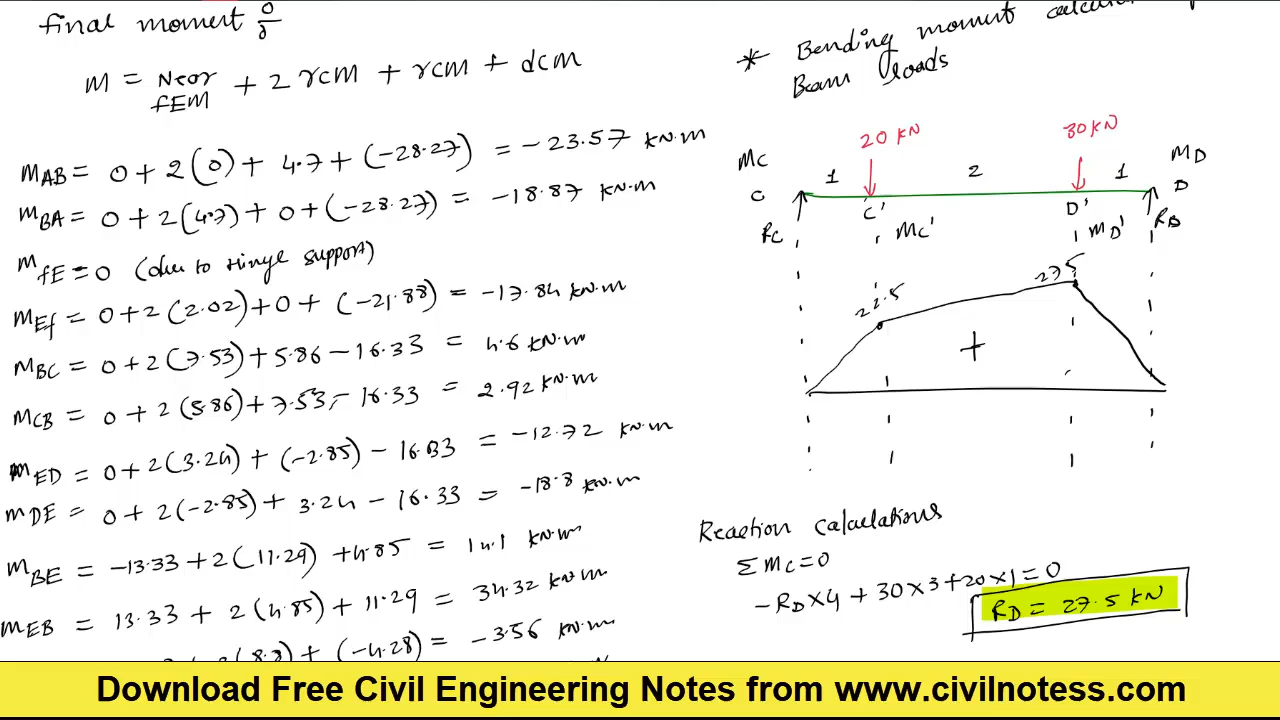 final moment %
M = Near FEM + 2 rcm + rcm + dcm
MAB = 0 + 2(0) + 4.7 + (-28.27) = -23.57 kN.m
MBA = 0 + 2(4.7) + 0 + (-28.27) = -18.87 kN.m
MfE = 0 (due to Hinge support)
MEf = 0 + 2(2.02) + 0 + (-21.88) = -17.84 kN.m
MBC = 0 + 2(7.53) + 5.86 - 16.33 = 4.6 kN.m
MCB = 0 + 2(5.86) + 7.53 - 16.33 = 2.92 kN.m
MED = 0 + 2(3.24) + (-2.85) - 16.33 = -12.72 kN.m
MDE = 0 + 2(-2.85) + 3.24 - 16.33 = -18.8 kN.m
MBE = -13.33 + 2(11.29) + 4.85 = 14.1 kN.m
MEB = 13.33 + 2(4.85) + 11.29 = 34.32 kN.m
+ (-4.28) = -3.56 kN.m
* Bending moment
Beam loads
20 kN 30 kN
MC 1 2 1 MD
C C' D' D
RC MC' MD' RD
22.5 27.5
+
Reaction calculations
ΣMC = 0
-RD x 4 + 30 x 3 + 20 x 1 = 0
RD = 27.5 kN
Download Free Civil Engineering Notes from www.civilnotess.com